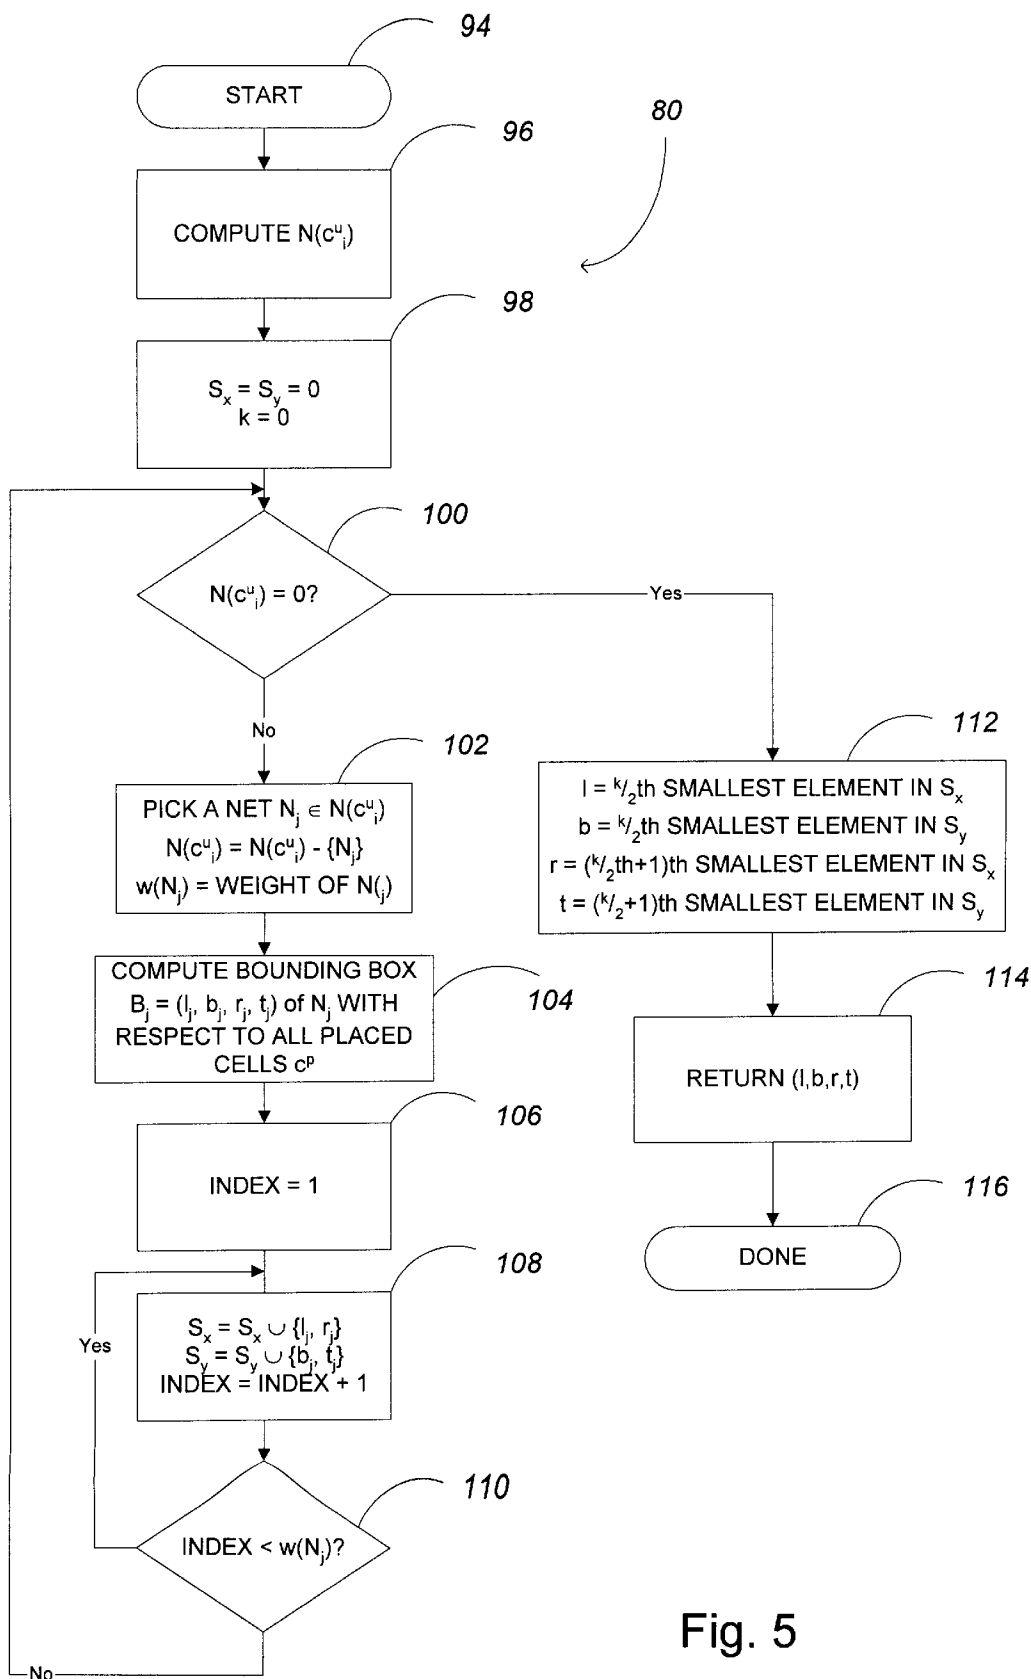 94
START
96
80
COMPUTE N(c^u_i)
98
S_x = S_y = 0
k = 0
100
N(c^u_i) = 0?
Yes
No
102
PICK A NET N_j ∈ N(c^u_i)
N(c^u_i) = N(c^u_i) - {N_j}
w(N_j) = WEIGHT OF N(_j)
112
l = ^k/_2th SMALLEST ELEMENT IN S_x
b = ^k/_2th SMALLEST ELEMENT IN S_y
r = (^k/_2th+1)th SMALLEST ELEMENT IN S_x
t = (^k/_2+1)th SMALLEST ELEMENT IN S_y
COMPUTE BOUNDING BOX
B_j = (l_j, b_j, r_j, t_j) of N_j WITH
RESPECT TO ALL PLACED
CELLS c^p
104
114
RETURN (l,b,r,t)
106
INDEX = 1
116
DONE
108
S_x = S_x ∪ {l_j, r_j}
S_y = S_y ∪ {b_j, t_j}
INDEX = INDEX + 1
Yes
110
INDEX < w(N_j)?
No
Fig. 5